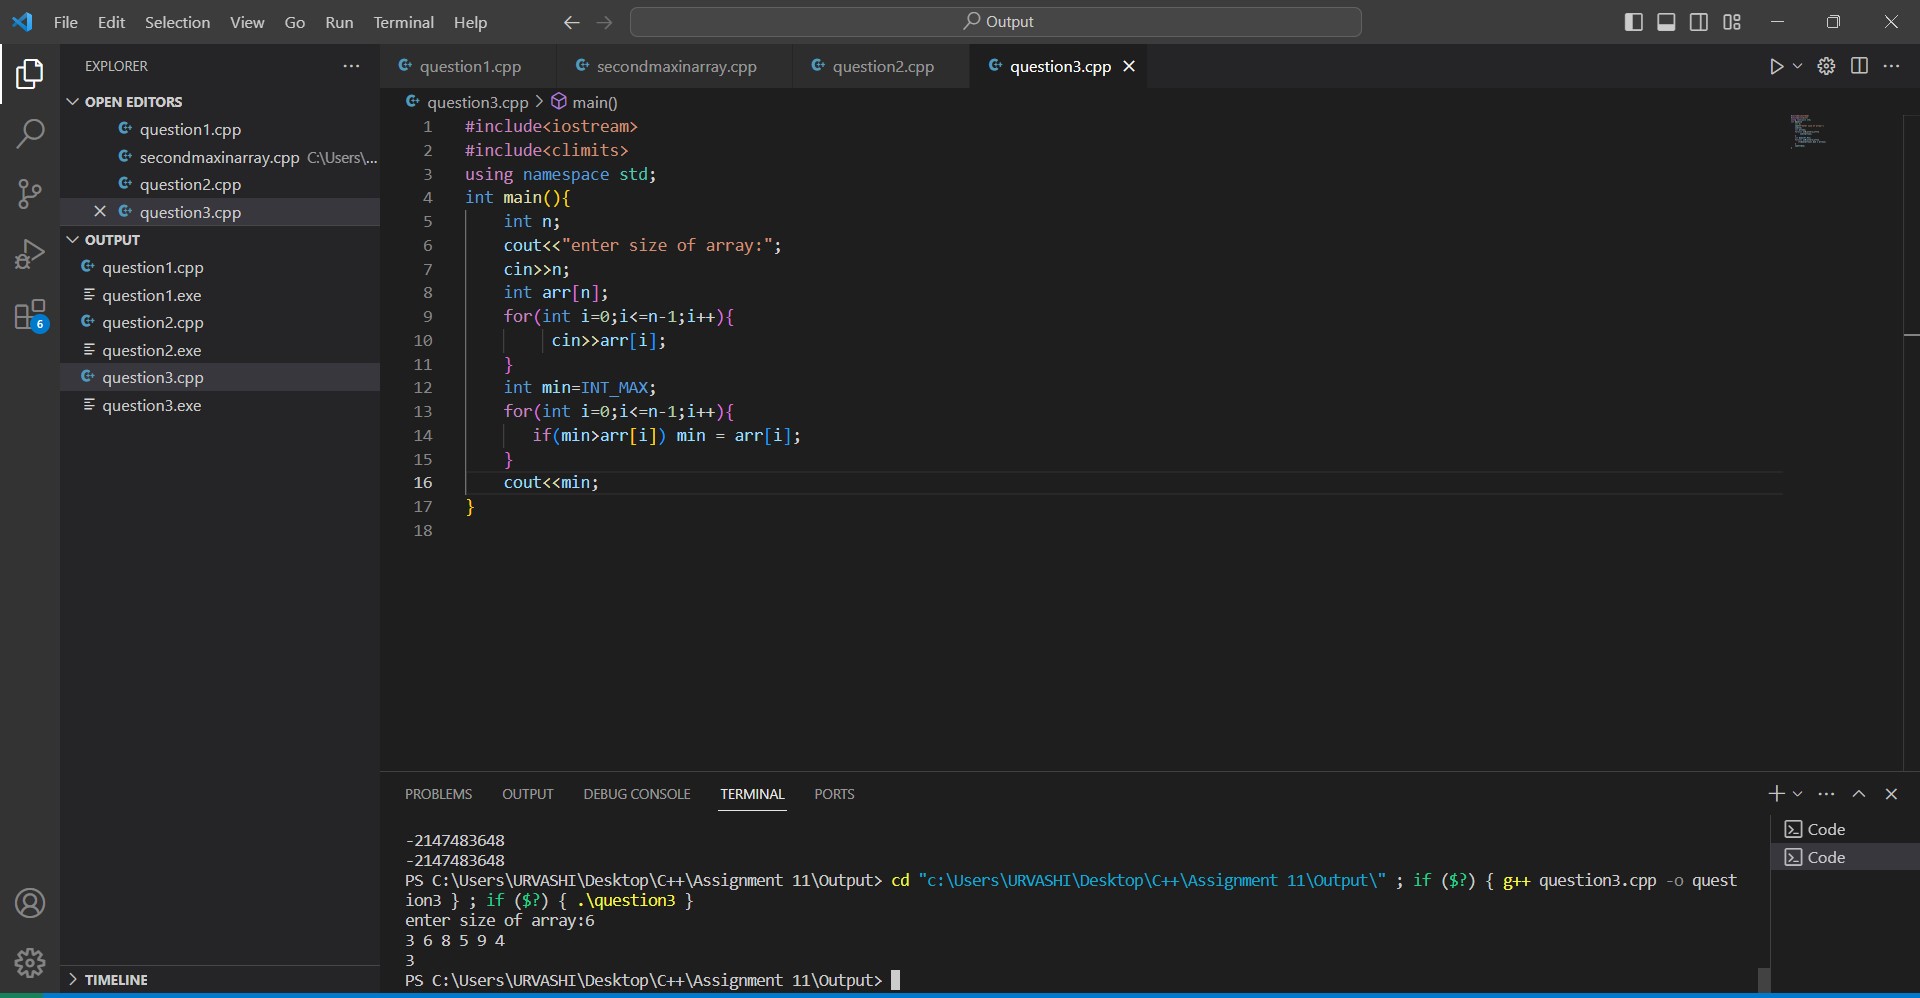 File Edit Selection View Go Run Terminal Help
Output
EXPLORER
OPEN EDITORS
question1.cpp
secondmaxinarray.cpp C:\Users\...
question2.cpp
question3.cpp
OUTPUT
question1.cpp
question1.exe
question2.cpp
question2.exe
question3.cpp
question3.exe
6
TIMELINE
question1.cpp secondmaxinarray.cpp question2.cpp question3.cpp
question3.cpp > main()
1 #include<iostream>
2 #include<climits>
3 using namespace std;
4 int main(){
5 int n;
6 cout<<"enter size of array:";
7 cin>>n;
8 int arr[n];
9 for(int i=0;i<=n-1;i++){
10 cin>>arr[i];
11 }
12 int min=INT_MAX;
13 for(int i=0;i<=n-1;i++){
14 if(min>arr[i]) min = arr[i];
15 }
16 cout<<min;
17 }
18
PROBLEMS OUTPUT DEBUG CONSOLE TERMINAL PORTS
-2147483648
-2147483648
PS C:\Users\URVASHI\Desktop\C++\Assignment 11\Output> cd "c:\Users\URVASHI\Desktop\C++\Assignment 11\Output\" ; if ($?) { g++ question3.cpp -o quest
ion3 } ; if ($?) { .\question3 }
enter size of array:6
3 6 8 5 9 4
3
PS C:\Users\URVASHI\Desktop\C++\Assignment 11\Output>
Code
Code